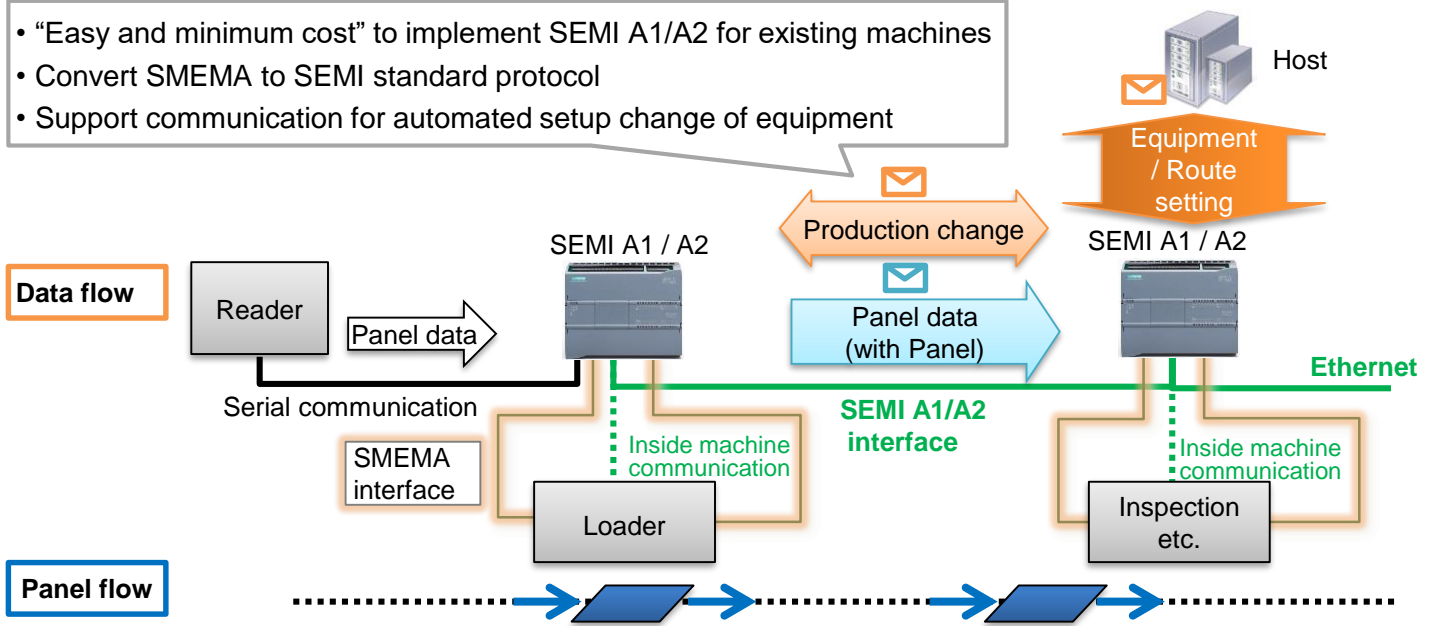 • “Easy and minimum cost” to implement SEMI A1/A2 for existing machines
• Convert SMEMA to SEMI standard protocol
• Support communication for automated setup change of equipment
Host
Equipment
/ Route
setting
Production change
SEMI A1 / A2
SEMI A1 / A2
Data flow
Reader
Panel data
Panel data
(with Panel)
Ethernet
Serial communication
SEMI A1/A2
interface
SMEMA
interface
Inside machine
communication
Inside machine
communication
Loader
Inspection
etc.
Panel flow